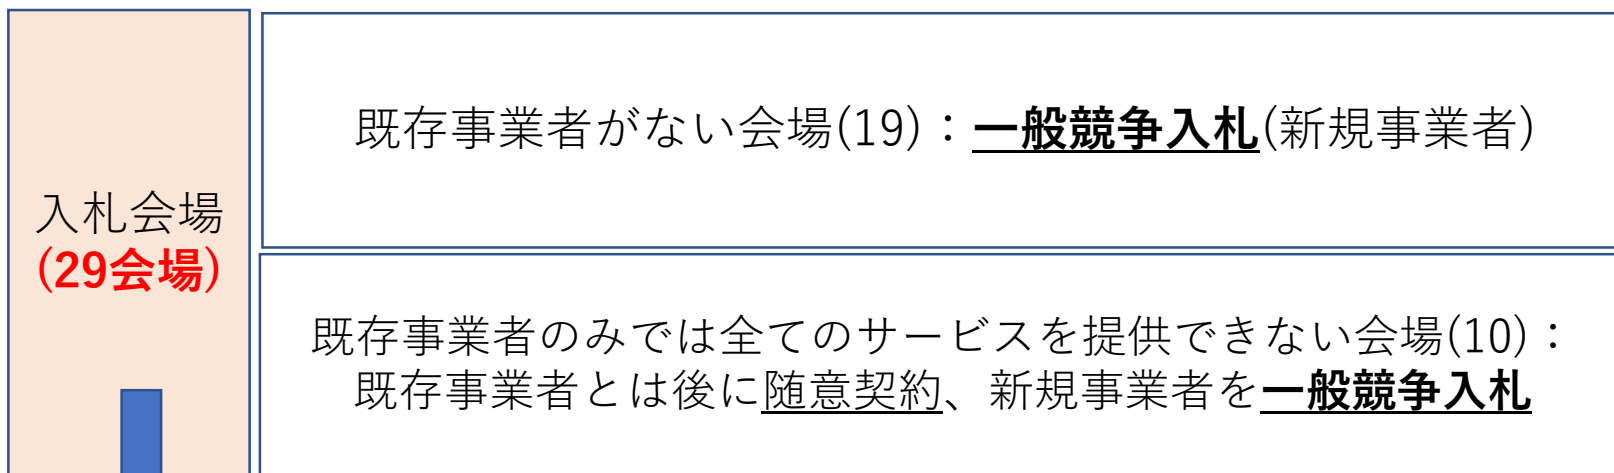 入札会場
(29会場)
既存事業者がない会場(19)：一般競争入札(新規事業者)
既存事業者のみでは全てのサービスを提供できない会場(10)：
既存事業者とは後に随意契約、新規事業者を一般競争入札